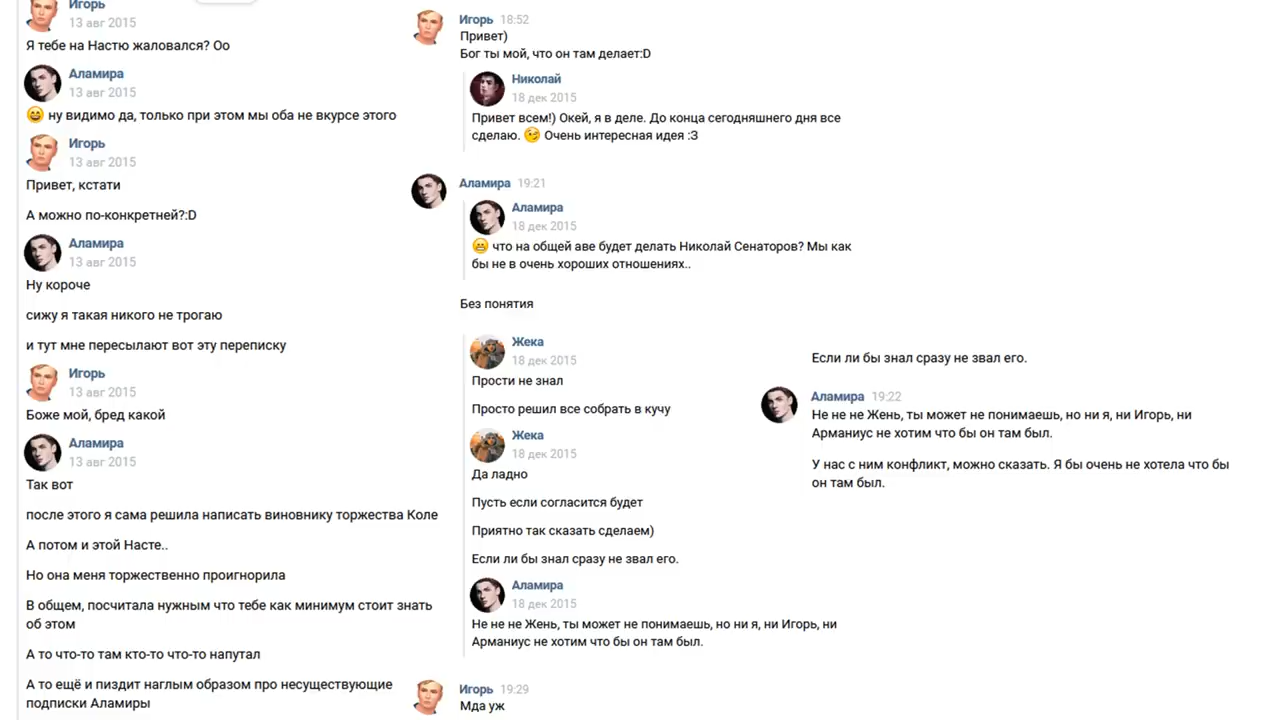 Игорь
13 авг 2015
Я тебе на Настю жаловался? Оо
Аламира
13 авг 2015
😄 ну видимо да, только при этом мы оба не вкурсе этого
Игорь
13 авг 2015
Привет, кстати
А можно по-конкретней?:D
Аламира
13 авг 2015
Ну короче
сижу я такая никого не трогаю
и тут мне пересылают вот эту переписку
Игорь
13 авг 2015
Боже мой, бред какой
Аламира
13 авг 2015
Так вот
после этого я сама решила написать виновнику торжества Коле
А потом и этой Насте..
Но она меня торжественно проигнорила
В общем, посчитала нужным что тебе как минимум стоит знать
об этом
А то что-то там кто-то что-то напутал
А то ещё и пиздит наглым образом про несуществующие
подписки Аламиры
Игорь 18:52
Привет)
Бог ты мой, что он там делает:D
Николай
18 дек 2015
Привет всем!) Окей, я в деле. До конца сегодняшнего дня все
сделаю. 😉 Очень интересная идея :3
Аламира 19:21
Аламира
18 дек 2015
😁 что на общей аве будет делать Николай Сенаторов? Мы как
бы не в очень хороших отношениях..
Без понятия
Жека
18 дек 2015
Прости не знал
Просто решил все собрать в кучу
Жека
18 дек 2015
Да ладно
Пусть если согласится будет
Приятно так сказать сделаем)
Если ли бы знал сразу не звал его.
Аламира
18 дек 2015
Не не не Жень, ты может не понимаешь, но ни я, ни Игорь, ни
Арманиус не хотим что бы он там был.
Игорь 19:29
Мда уж
Если ли бы знал сразу не звал его.
Аламира 19:22
Не не не Жень, ты может не понимаешь, но ни я, ни Игорь, ни
Арманиус не хотим что бы он там был.
У нас с ним конфликт, можно сказать. Я бы очень не хотела что бы
он там был.